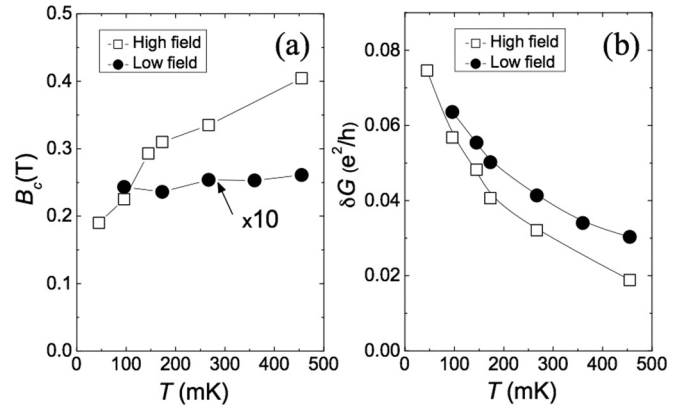 (a)
High field
Low field
0.5
0.4
0.3
0.2
0.1
0.0
B_c(T)
x10
0 100 200 300 400 500
T (mK)
(b)
High field
Low field
0.08
0.06
0.04
0.02
0.00
δG (e²/h)
0 100 200 300 400 500
T (mK)